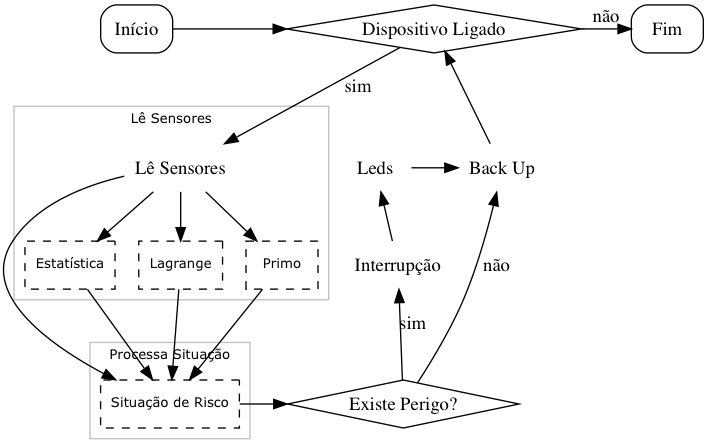 Início
Dispositivo Ligado
não
Fim
sim
Lê Sensores
Lê Sensores
Leds
Back Up
Estatística
Lagrange
Primo
Interrupção
não
sim
Processa Situação
Situação de Risco
Existe Perigo?